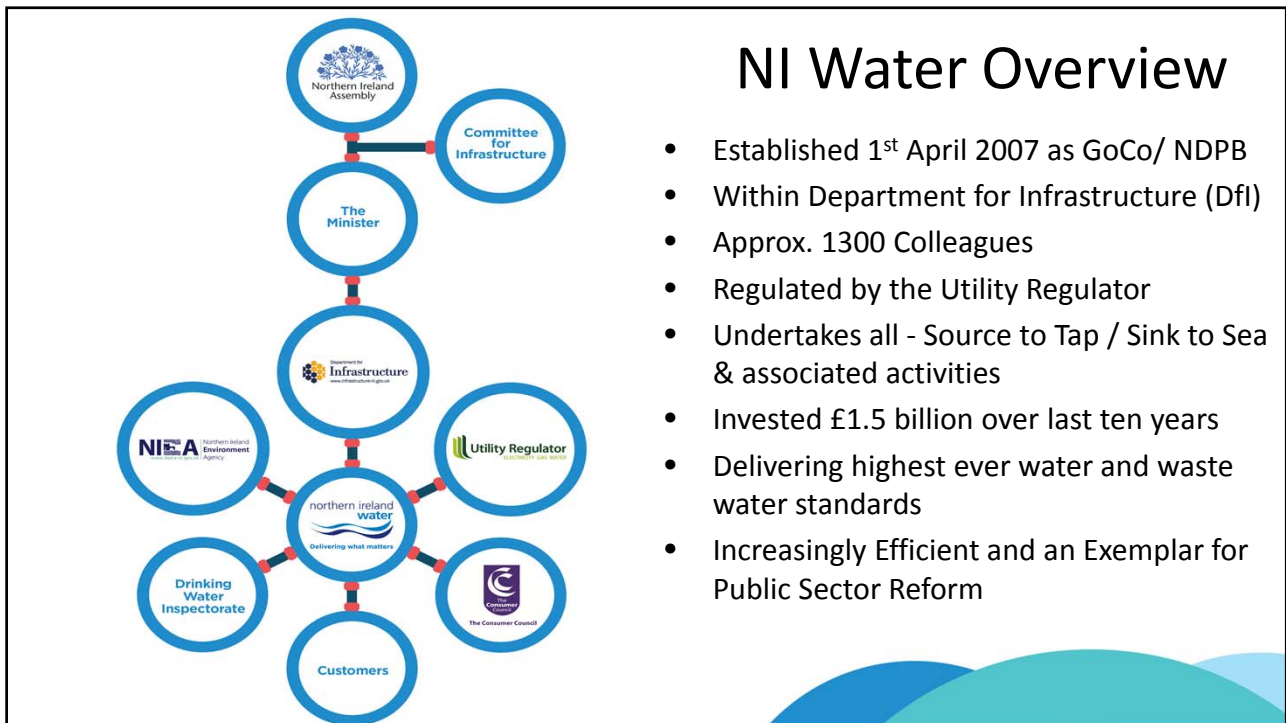 NI Water Overview
• Established 1st April 2007 as GoCo/ NDPB
• Within Department for Infrastructure (DfI)
• Approx. 1300 Colleagues
• Regulated by the Utility Regulator
• Undertakes all - Source to Tap / Sink to Sea
& associated activities
• Invested £1.5 billion over last ten years
• Delivering highest ever water and waste
water standards
• Increasingly Efficient and an Exemplar for
Public Sector Reform
Northern Ireland
Assembly
Committee
for
Infrastructure
The
Minister
Department for
Infrastructure
www.infrastructure-ni.gov.uk
NIEA
Northern Ireland
Environment
Agency
Utility Regulator
ELECTRICITY GAS WATER
northern ireland
water
Delivering what matters
Drinking
Water
Inspectorate
The
Consumer
Council
The Consumer Council
Customers